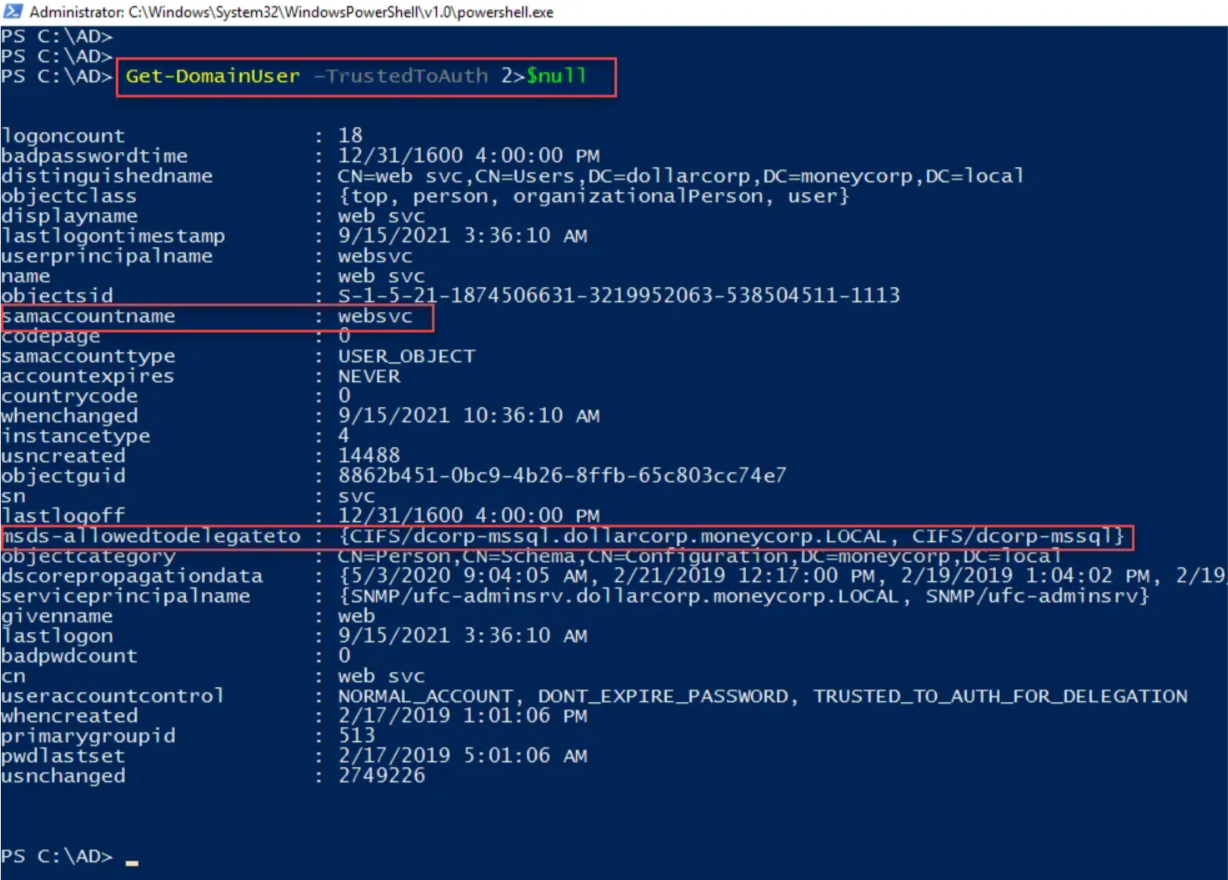 Administrator: C:\Windows\System32\WindowsPowerShell\v1.0\powershell.exe
PS C:\AD>
PS C:\AD>
PS C:\AD> Get-DomainUser -TrustedToAuth 2>$null
logoncount : 18
badpasswordtime : 12/31/1600 4:00:00 PM
distinguishedname : CN=web svc,CN=Users,DC=dollarcorp,DC=moneycorp,DC=local
objectclass : {top, person, organizationalPerson, user}
displayname : web svc
lastlogontimestamp : 9/15/2021 3:36:10 AM
userprincipalname : websvc
name : web svc
objectsid : S-1-5-21-1874506631-3219952063-538504511-1113
samaccountname : websvc
codepage : 0
samaccounttype : USER_OBJECT
accountexpires : NEVER
countrycode : 0
whenchanged : 9/15/2021 10:36:10 AM
instancetype : 4
usncreated : 14488
objectguid : 8862b451-0bc9-4b26-8ffb-65c803cc74e7
sn : svc
lastlogoff : 12/31/1600 4:00:00 PM
msds-allowedtodelegateto : {CIFS/dcorp-mssql.dollarcorp.moneycorp.LOCAL, CIFS/dcorp-mssql}
objectcategory : CN=Person,CN=Schema,CN=Configuration,DC=moneycorp,DC=local
dscorepropagationdata : {5/3/2020 9:04:05 AM, 2/21/2019 12:17:00 PM, 2/19/2019 1:04:02 PM, 2/19
serviceprincipalname : {SNMP/ufc-adminsrv.dollarcorp.moneycorp.LOCAL, SNMP/ufc-adminsrv}
givenname : web
lastlogon : 9/15/2021 3:36:10 AM
badpwdcount : 0
cn : web svc
useraccountcontrol : NORMAL_ACCOUNT, DONT_EXPIRE_PASSWORD, TRUSTED_TO_AUTH_FOR_DELEGATION
whencreated : 2/17/2019 1:01:06 PM
primarygroupid : 513
pwdlastset : 2/17/2019 5:01:06 AM
usnchanged : 2749226
PS C:\AD> _